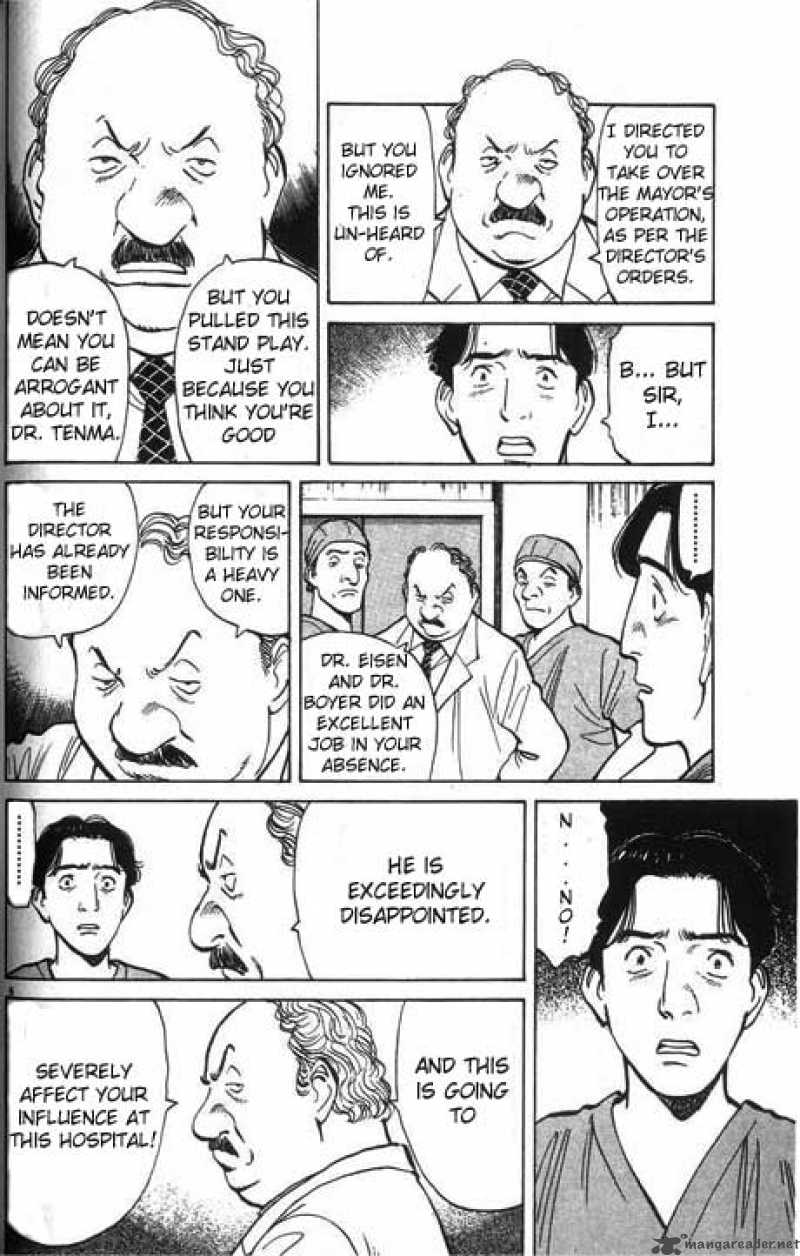 I DIRECTED
YOU TO
TAKE OVER
THE MAYOR'S
OPERATION,
AS PER THE
DIRECTOR'S
ORDERS.
BUT YOU
IGNORED
ME.
THIS IS
UN-HEARD
OF.
B... BUT
SIR,
I...
BUT YOU
PULLED THIS
STAND PLAY.
JUST
BECAUSE YOU
THINK YOU'RE
GOOD
DOESN'T
MEAN YOU
CAN BE
ARROGANT
ABOUT IT,
DR. TENMA.
..........
DR. EISEN
AND DR.
BOYER DID AN
EXCELLENT
JOB IN YOUR
ABSENCE.
BUT YOUR
RESPONSI-
BILITY IS
A HEAVY
ONE.
THE
DIRECTOR
HAS ALREADY
BEEN
INFORMED.
N...NO!
HE IS
EXCEEDINGLY
DISAPPOINTED.
..........
AND THIS
IS GOING
TO
SEVERELY
AFFECT YOUR
INFLUENCE AT
THIS HOSPITAL!
mangareader.net